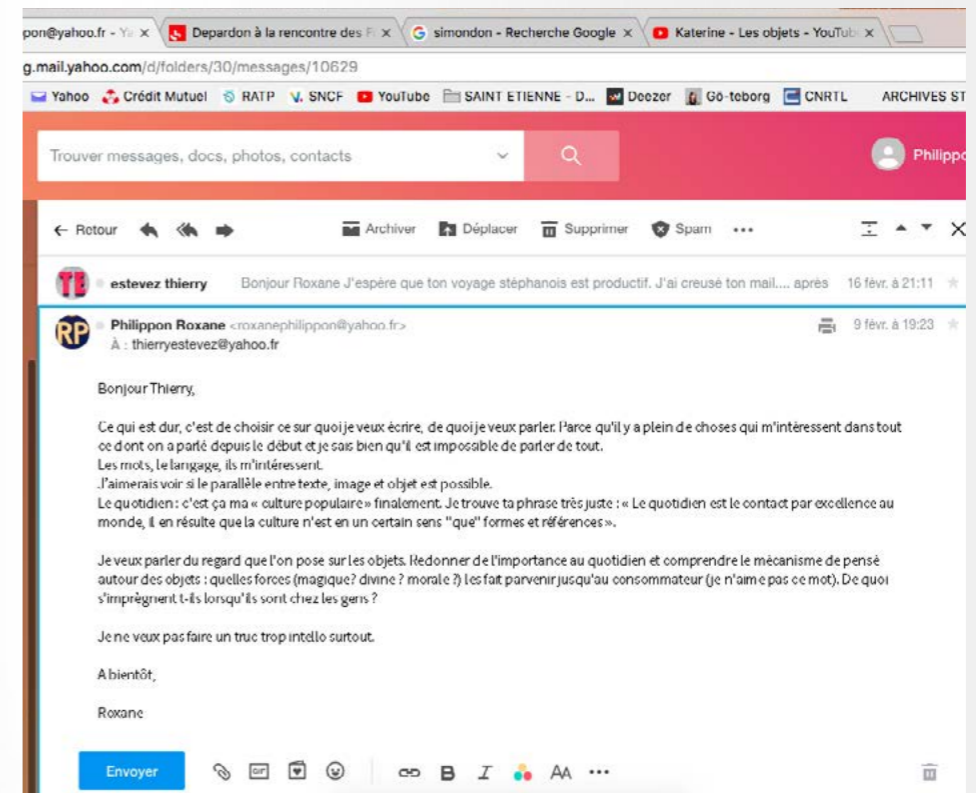 pon@yahoo.fr - Ya
Depardon à la rencontre des F
simondon - Recherche Google
Katerine - Les objets - YouTub
g.mail.yahoo.com/d/folders/30/messages/10629
Yahoo Crédit Mutuel RATP SNCF YouTube SAINT ETIENNE - D... Deezer Gö-teborg CNRTL ARCHIVES ST
Trouver messages, docs, photos, contacts
Philippo
← Retour Archiver Déplacer Supprimer Spam •••
TE estevez thierry Bonjour Roxane J'espère que ton voyage stéphanois est productif. J'ai creusé ton mail.... après 16 févr. à 21:11
RP Philippon Roxane <roxanephilippon@yahoo.fr> 9 févr. à 19:23
À : thierryestevez@yahoo.fr
Bonjour Thierry,
Ce qui est dur, c'est de choisir ce sur quoi je veux écrire, de quoi je veux parler. Parce qu'il y a plein de choses qui m'intéressent dans tout
ce dont on a parlé depuis le début et je sais bien qu'il est impossible de parler de tout.
Les mots, le langage, ils m'intéressent.
J'aimerais voir si le parallèle entre texte, image et objet est possible.
Le quotidien : c'est ça ma « culture populaire » finalement. Je trouve ta phrase très juste : « Le quotidien est le contact par excellence au
monde, il en résulte que la culture n'est en un certain sens "que" formes et références ».
Je veux parler du regard que l'on pose sur les objets. Redonner de l'importance au quotidien et comprendre le mécanisme de pensé
autour des objets : quelles forces (magique? divine ? morale ?) les fait parvenir jusqu'au consommateur (je n'aime pas ce mot). De quoi
s'imprègnent t-ils lorsqu'ils sont chez les gens ?
Je ne veux pas faire un truc trop intello surtout.
A bientôt,
Roxane
Envoyer GIF B I AA •••